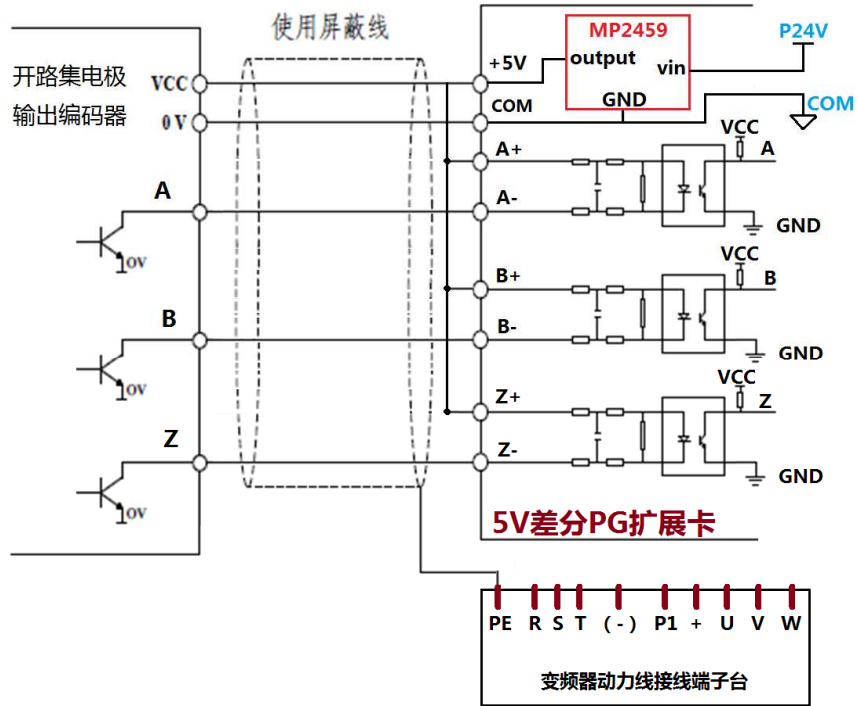 使用屏蔽线
开路集电极
输出编码器
VCC
0 V
A
0V
B
0V
Z
0V
+5V
COM
A+
A-
B+
B-
Z+
Z-
MP2459
output
vin
GND
P24V
COM
VCC
A
GND
VCC
B
GND
VCC
Z
GND
5V差分PG扩展卡
PE R S T (-) P1 + U V W
变频器动力线接线端子台